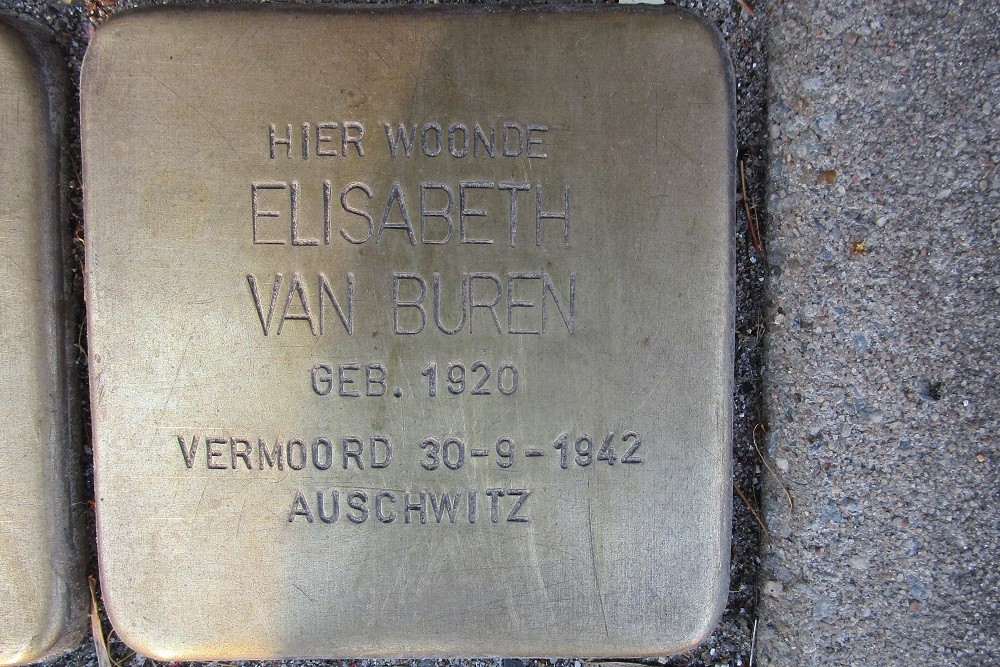 HIER WOONDE
ELISABETH
VAN BUREN
GEB. 1920
VERMOORD 30-9-1942
AUSCHWITZ